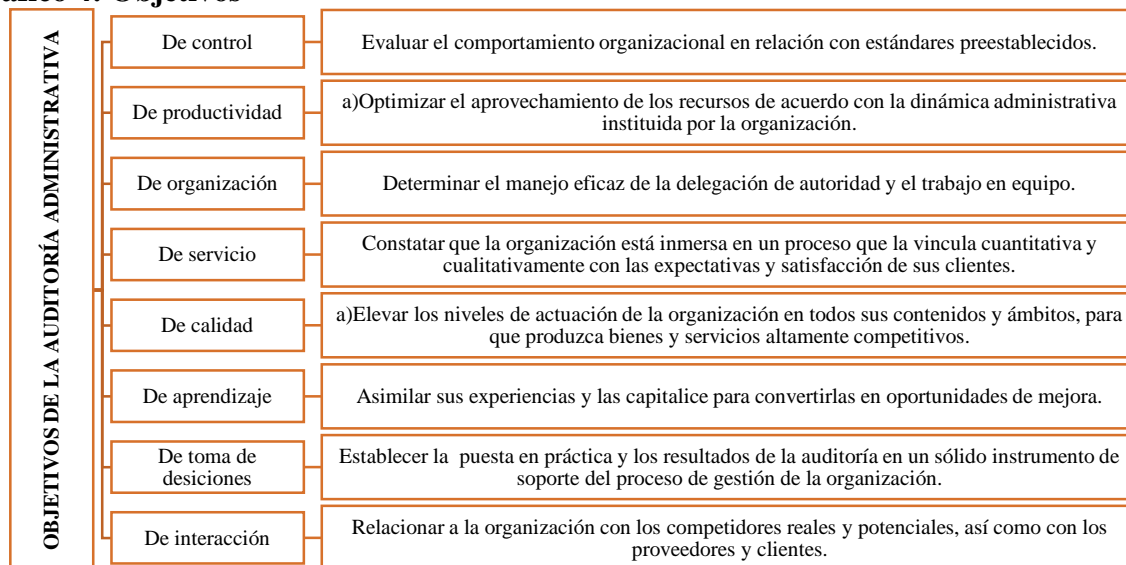 OBJETIVOS DE LA AUDITORÍA ADMINISTRATIVA
De control
Evaluar el comportamiento organizacional en relación con estándares preestablecidos.
De productividad
a)Optimizar el aprovechamiento de los recursos de acuerdo con la dinámica administrativa
instituida por la organización.
De organización
Determinar el manejo eficaz de la delegación de autoridad y el trabajo en equipo.
De servicio
Constatar que la organización está inmersa en un proceso que la vincula cuantitativa y
cualitativamente con las expectativas y satisfacción de sus clientes.
De calidad
a)Elevar los niveles de actuación de la organización en todos sus contenidos y ámbitos, para
que produzca bienes y servicios altamente competitivos.
De aprendizaje
Asimilar sus experiencias y las capitalice para convertirlas en oportunidades de mejora.
De toma de
desiciones
Establecer la  puesta en práctica y los resultados de la auditoría en un sólido instrumento de
soporte del proceso de gestión de la organización.
De interacción
Relacionar a la organización con los competidores reales y potenciales, así como con los
proveedores y clientes.